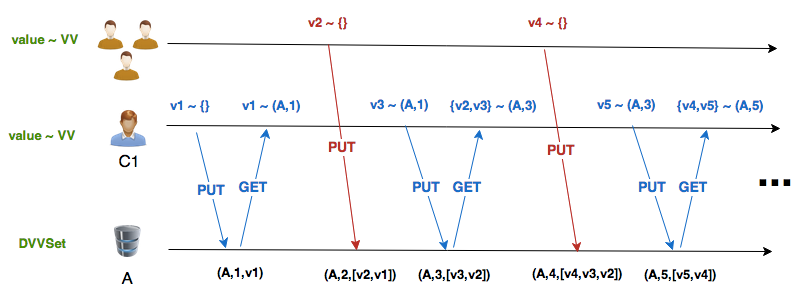 v2 ~ {} v4 ~ {}
value ~ VV
v1 ~ {} v1 ~ (A,1) v3 ~ (A,1) {v2,v3} ~ (A,3) v5 ~ (A,3) {v4,v5} ~ (A,5)
value ~ VV
C1
PUT PUT
PUT GET PUT GET PUT GET
...
DVVSet
A
(A,1,v1) (A,2,[v2,v1]) (A,3,[v3,v2]) (A,4,[v4,v3,v2]) (A,5,[v5,v4])